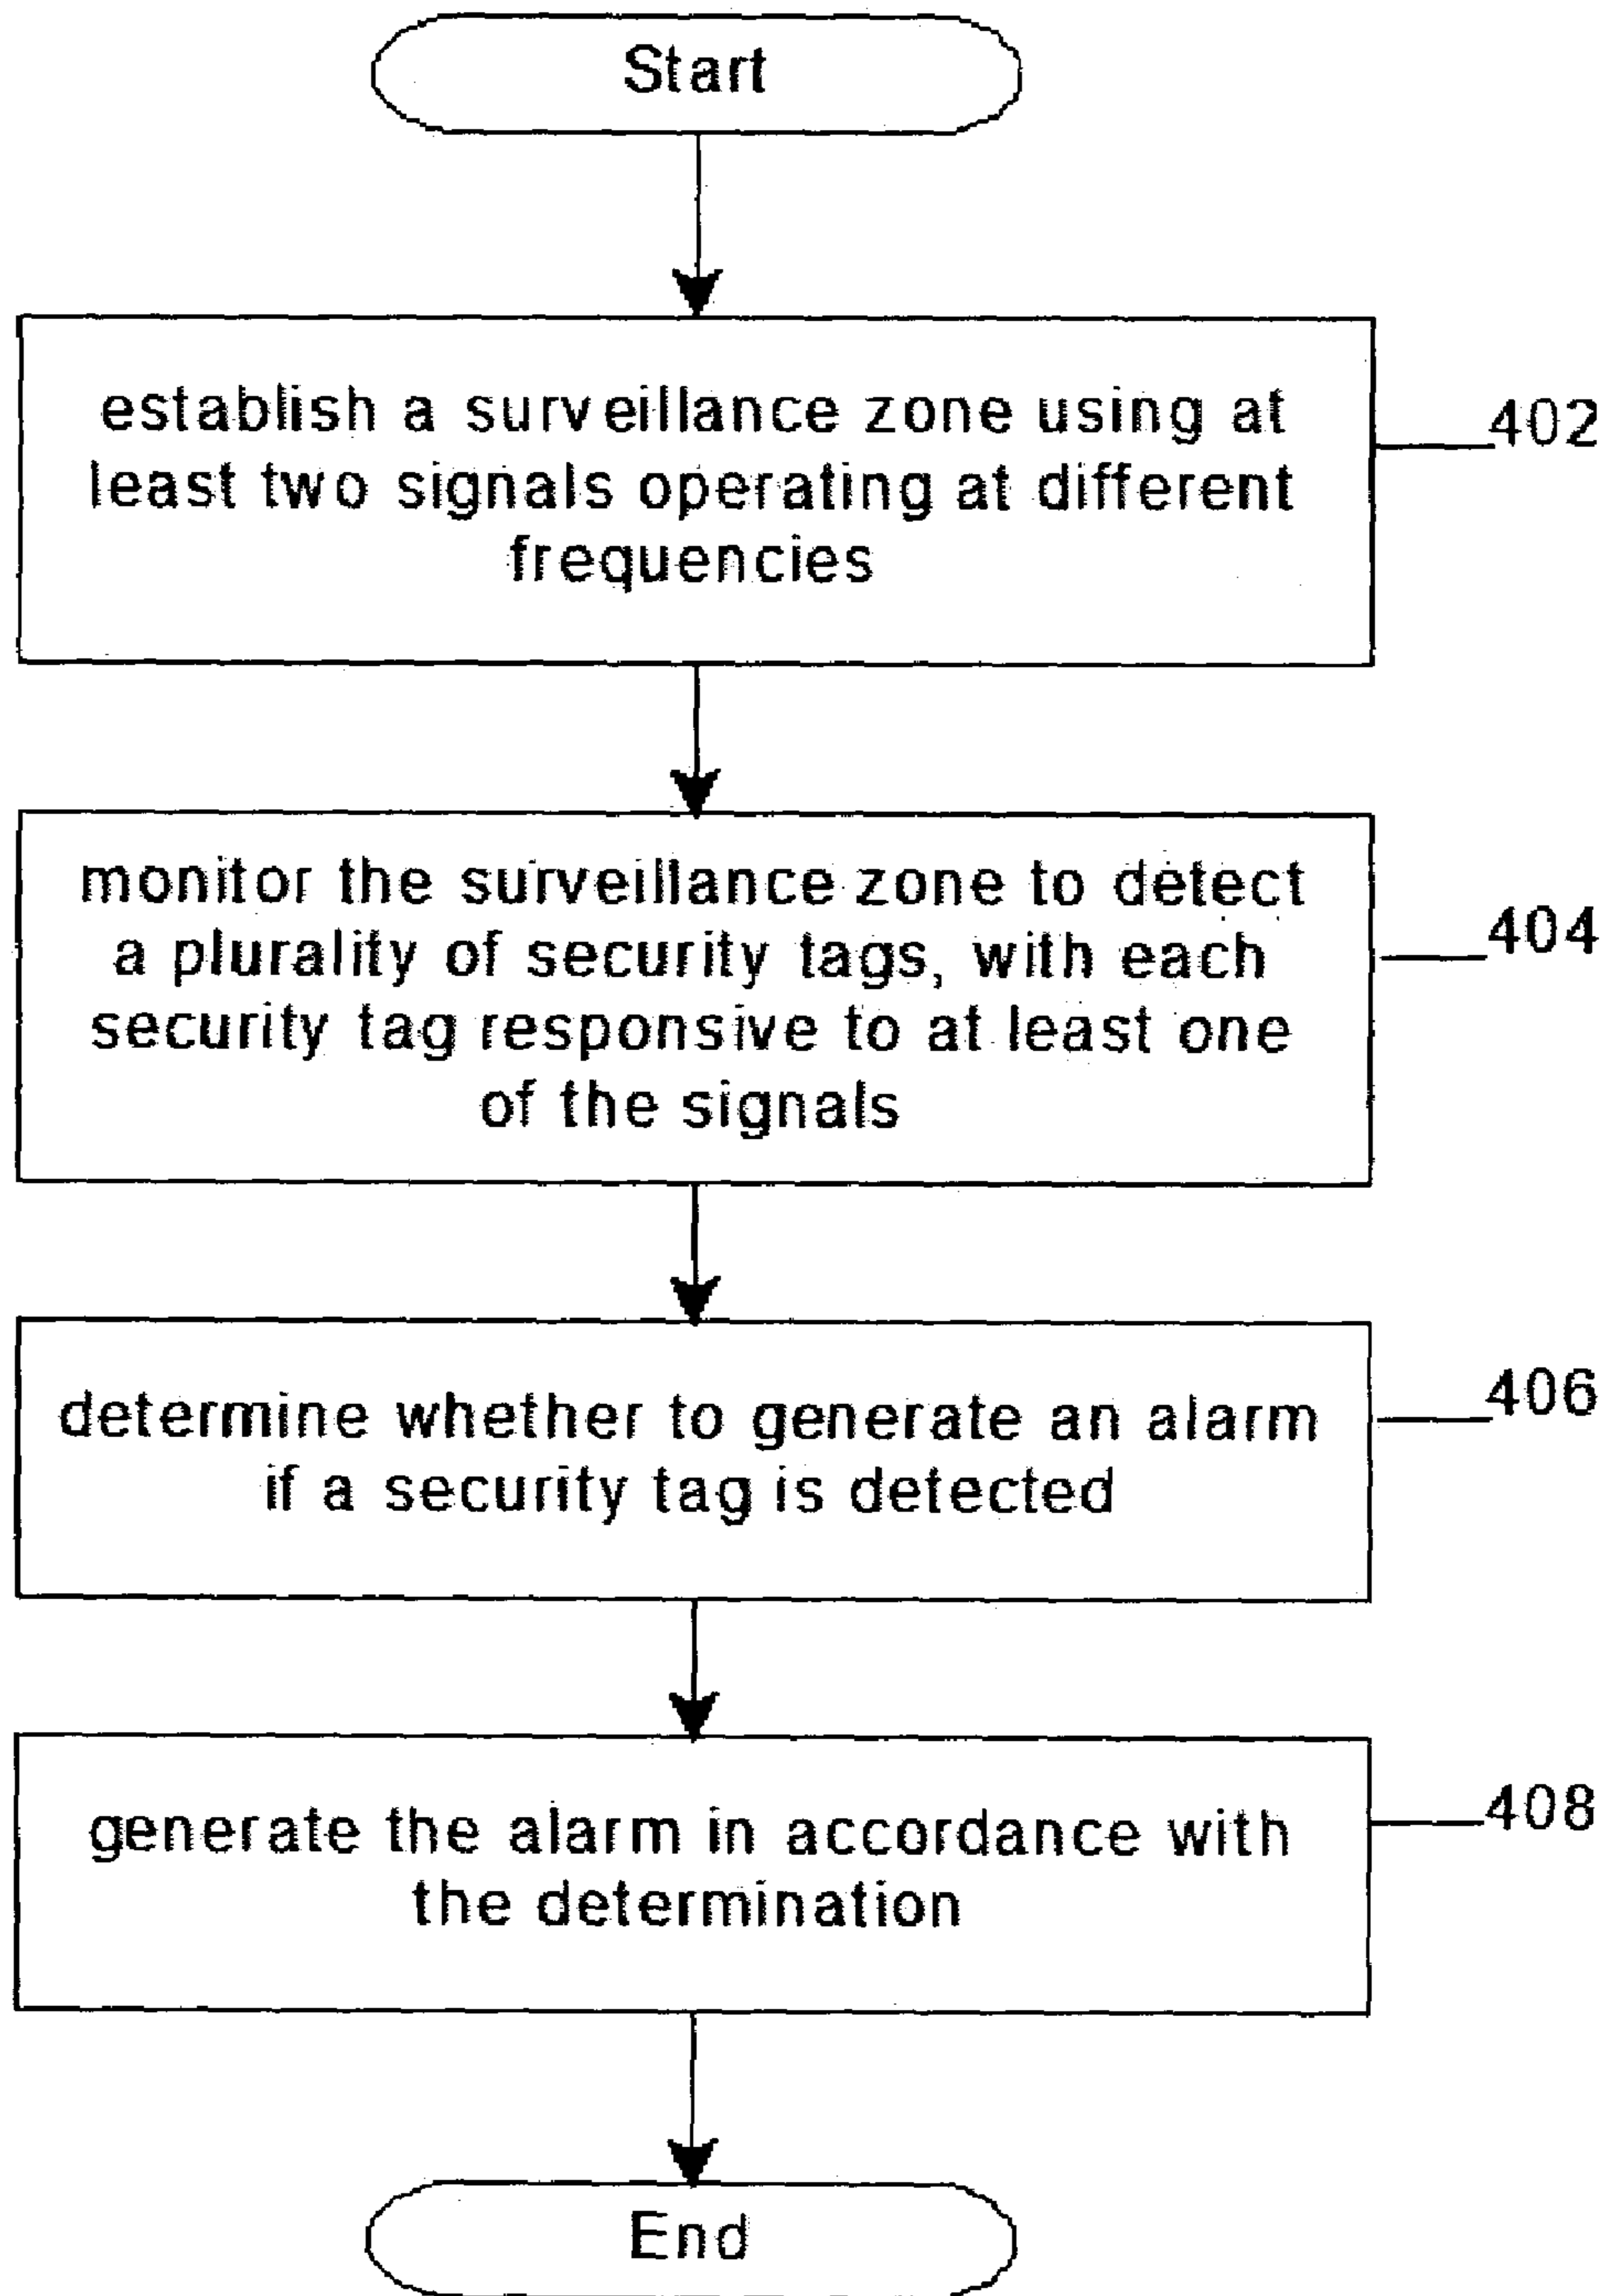 Start
establish a surveillance zone using at
least two signals operating at different
frequencies
402
monitor the surveillance zone to detect
a plurality of security tags, with each
security tag responsive to at least one
of the signals
404
determine whether to generate an alarm
if a security tag is detected
406
generate the alarm in accordance with
the determination
408
End